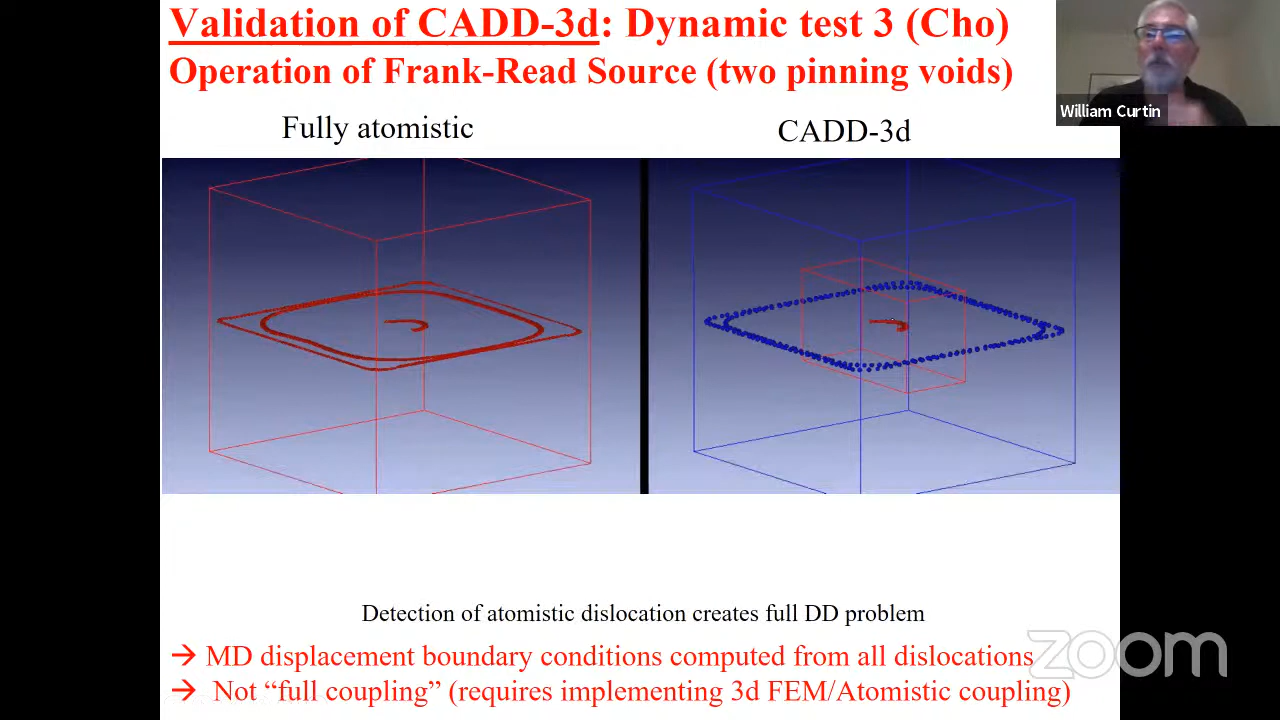 Validation of CADD-3d: Dynamic test 3 (Cho)
Operation of Frank-Read Source (two pinning voids)
William Curtin
Fully atomistic
CADD-3d
Detection of atomistic dislocation creates full DD problem
→ MD displacement boundary conditions computed from all dislocations
→ Not “full coupling” (requires implementing 3d FEM/Atomistic coupling)
zoom